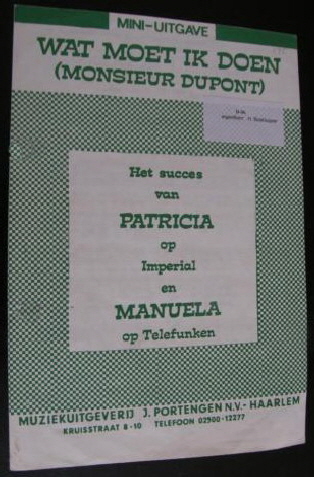 MINI-UITGAVE
WAT MOET IK DOEN
(MONSIEUR DUPONT)
Het succes
van
PATRICIA
op
Imperial
en
MANUELA
op Telefunken
MUZIEKUITGEVERIJ J. PORTENGEN N.V.-HAARLEM
KRUISSTRAAT 8-10 TELEFOON 02500-12277